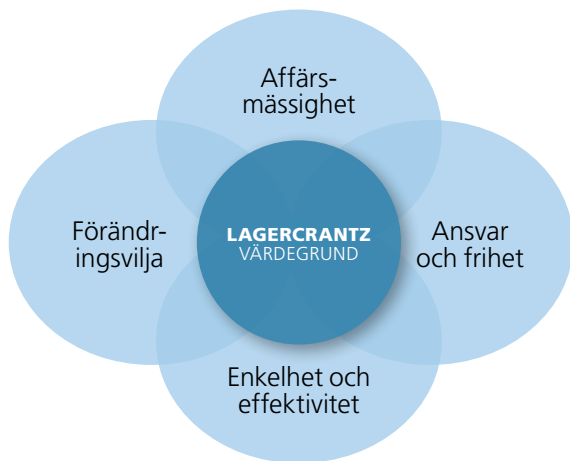 Affärs-
mässighet
Förändr-
ingsvilja
LAGERCRANTZ
VÄRDEGRUND
Ansvar
och frihet
Enkelhet och
effektivitet